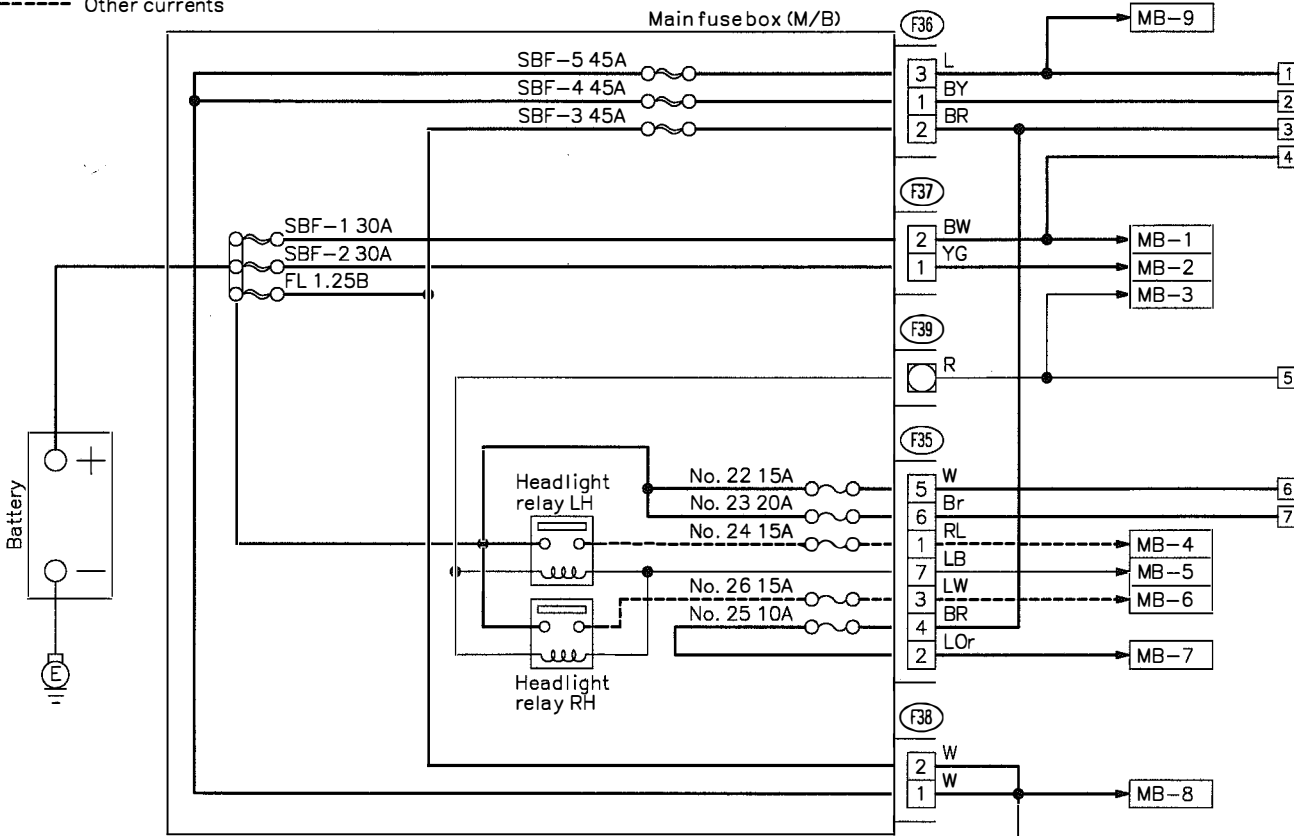 Other currents
Main fuse box (M/B)
F36
MB-9
SBF-5 45A
3
L
1
SBF-4 45A
1
BY
2
SBF-3 45A
2
BR
3
4
F37
SBF-1 30A
2
BW
MB-1
SBF-2 30A
1
YG
MB-2
FL 1.25B
MB-3
F39
R
5
Battery
+
−
E
F35
Headlight
relay LH
No. 22 15A
5
W
6
No. 23 20A
6
Br
7
No. 24 15A
1
RL
MB-4
7
LB
MB-5
No. 26 15A
3
LW
MB-6
No. 25 10A
4
BR
2
LOr
MB-7
Headlight
relay RH
F38
2
W
1
W
MB-8